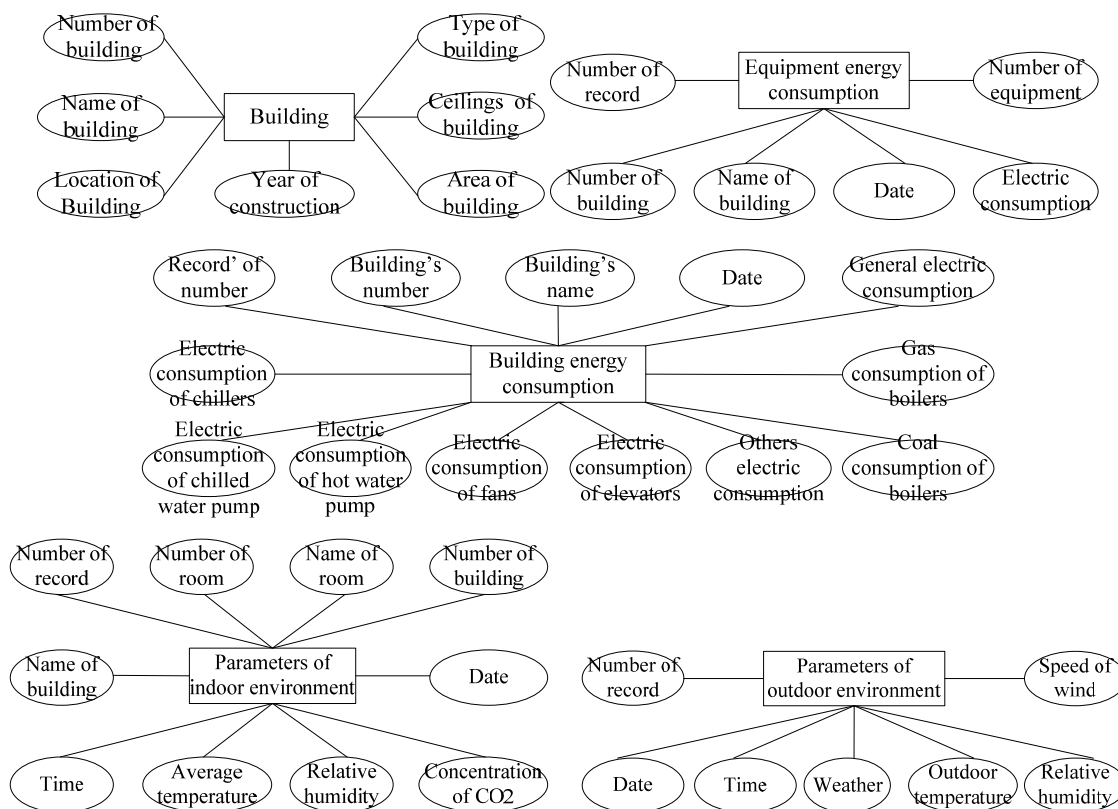 Number of
building
Type of
building
Name of
building
Building
Ceilings of
building
Location of
Building
Year of
construction
Area of
building
Number of
record
Equipment energy
consumption
Number of
equipment
Number of
building
Name of
building
Date
Electric
consumption
Record' of
number
Building's
number
Building's
name
Date
General electric
consumption
Electric
consumption
of chillers
Building energy
consumption
Gas
consumption of
boilers
Electric
consumption
of chilled
water pump
Electric
consumption
of hot water
pump
Electric
consumption
of fans
Electric
consumption
of elevators
Others
electric
consumption
Coal
consumption of
boilers
Number of
record
Number of
room
Name of
room
Number of
building
Name of
building
Parameters of
indoor environment
Date
Time
Average
temperature
Relative
humidity
Concentration
of CO2
Number of
record
Parameters of
outdoor environment
Speed of
wind
Date
Time
Weather
Outdoor
temperature
Relative
humidity